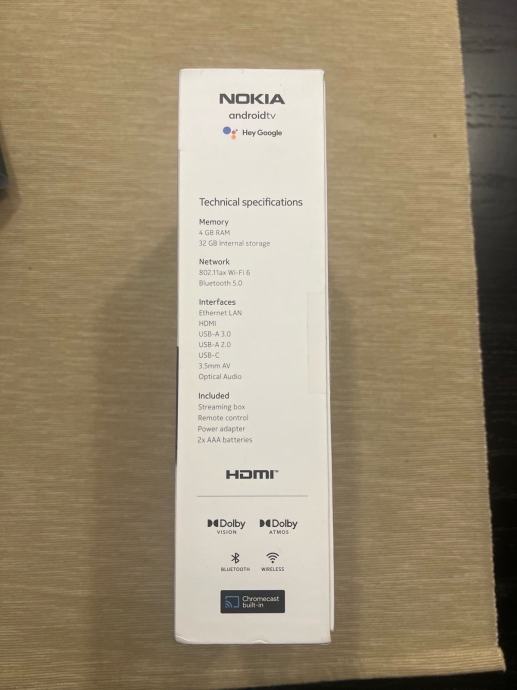 NOKIA
androidtv
Hey Google
Technical specifications
Memory
4 GB RAM
32 GB Internal storage
Network
802.11ax Wi-Fi 6
Bluetooth 5.0
Interfaces
Ethernet LAN
HDMI
USB-A 3.0
USB-A 2.0
USB-C
3.5mm AV
Optical Audio
Included
Streaming box
Remote control
Power adapter
2x AAA batteries
HDMI™
Dolby VISION Dolby ATMOS
BLUETOOTH WIRELESS
Chromecast
built-in